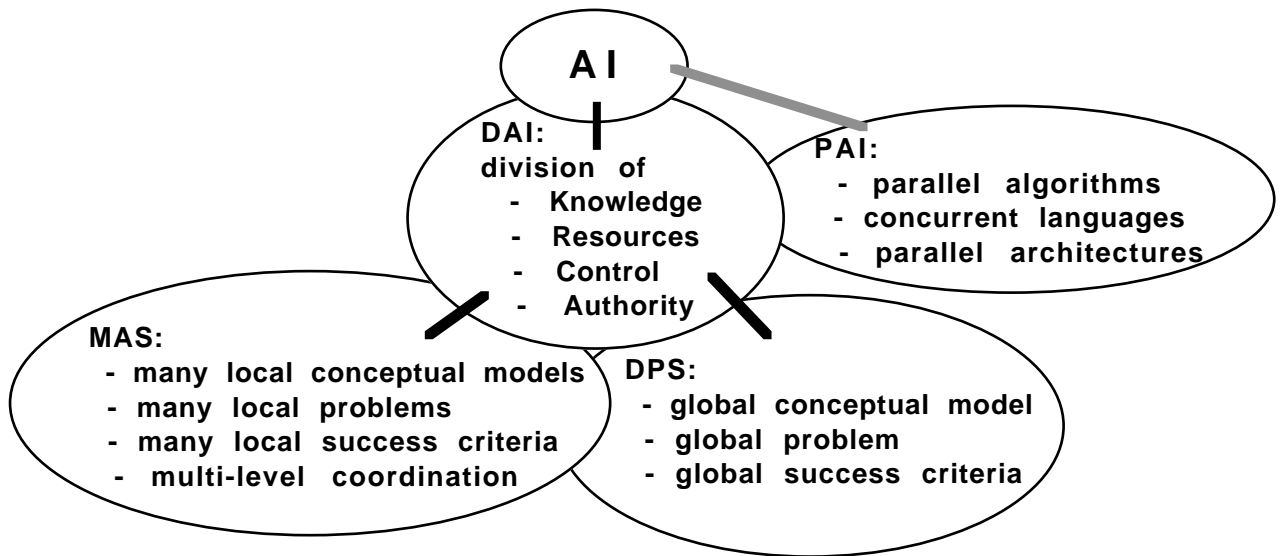 AI
DAI:
division of
- Knowledge
- Resources
- Control
- Authority
PAI:
- parallel algorithms
- concurrent languages
- parallel architectures
MAS:
- many local conceptual models
- many local problems
- many local success criteria
- multi-level coordination
DPS:
- global conceptual model
- global problem
- global success criteria